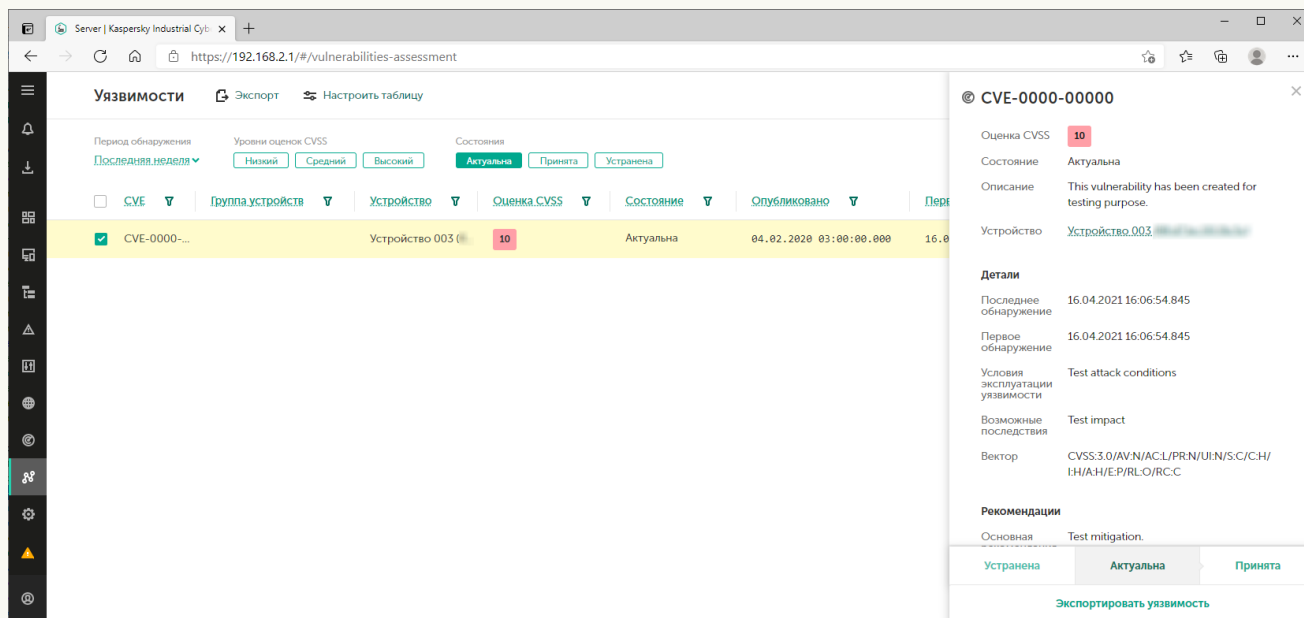 Server | Kaspersky Industrial Cyb
https://192.168.2.1/#/vulnerabilities-assessment
Уязвимости Экспорт Настроить таблицу
Период обнаружения Уровни оценок CVSS Состояния
Последняя неделя Низкий Средний Высокий Актуальна Принята Устранена
CVE Группа устройств Устройство Оценка CVSS Состояние Опубликовано Перв
CVE-0000-... Устройство 003 ( 10 Актуальна 04.02.2020 03:00:00.000 16.0
CVE-0000-00000
Оценка CVSS 10
Состояние Актуальна
Описание This vulnerability has been created for
testing purpose.
Устройство Устройство 003
Детали
Последнее 16.04.2021 16:06:54.845
обнаружение
Первое 16.04.2021 16:06:54.845
обнаружение
Условия Test attack conditions
эксплуатации
уязвимости
Возможные Test impact
последствия
Вектор CVSS:3.0/AV:N/AC:L/PR:N/UI:N/S:C/C:H/
I:H/A:H/E:P/RL:O/RC:C
Рекомендации
Основная Test mitigation.
Устранена Актуальна Принята
Экспортировать уязвимость